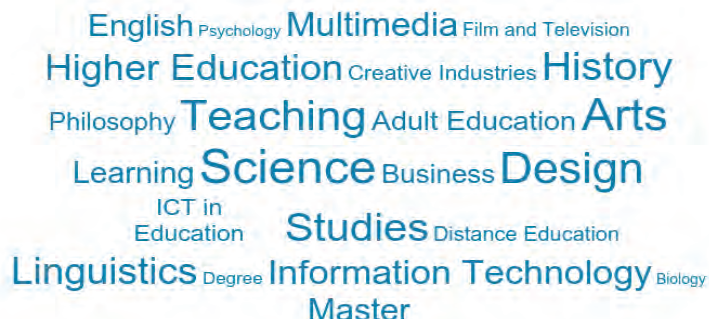 English Psychology Multimedia Film and Television
Higher Education Creative Industries History
Philosophy Teaching Adult Education Arts
Learning Science Business Design
ICT in
Education Studies Distance Education
Linguistics Degree Information Technology Biology
Master